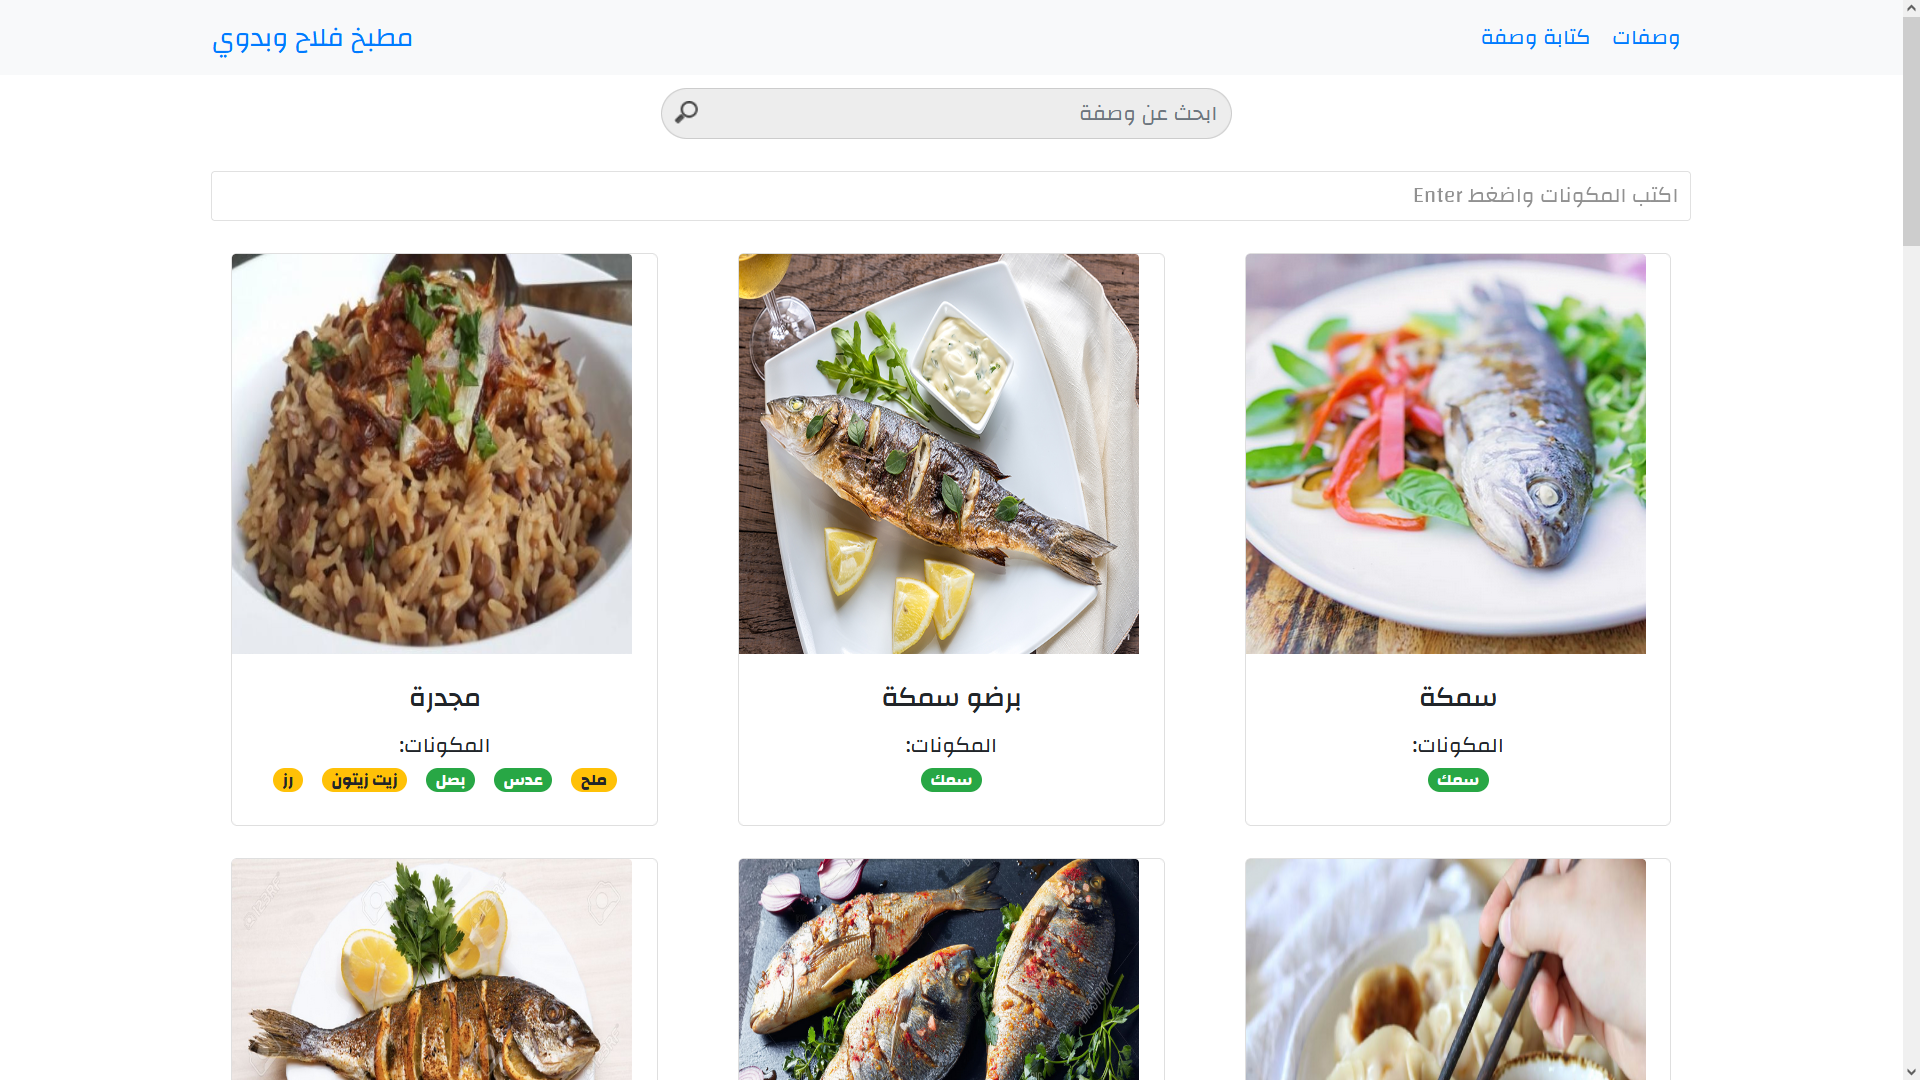 وصفات
كتابة وصفة
مطبخ فلاح وبدوي
ابحث عن وصفة
اكتب المكونات واضغط Enter
سمكة
المكونات:
سمك
برضو سمكة
المكونات:
سمك
مجدرة
المكونات:
ملح عدس بصل زيت زيتون رز